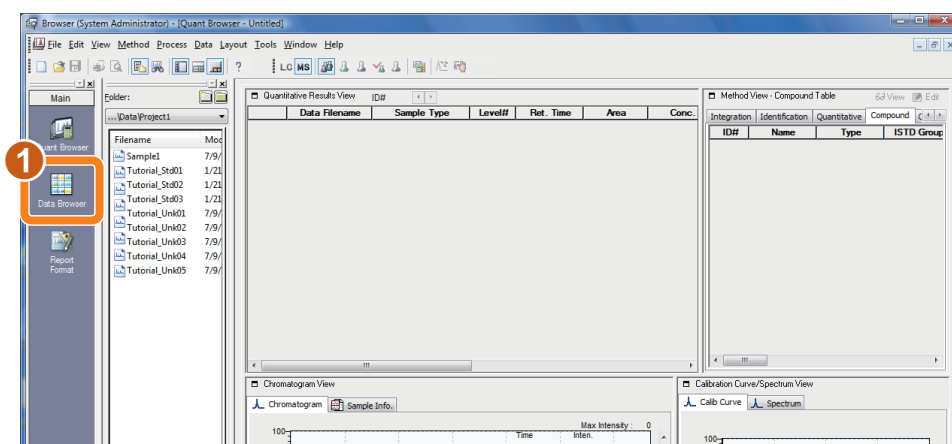 Browser (System Administrator) - [Quant Browser - Untitled]
File Edit View Method Process Data Layout Tools Window Help
LC MS
Main
Quant Browser
1
Data Browser
Report
Format
Folder:
...\Data\Project1
Filename Mod
Sample1 7/9/
Tutorial_Std01 1/21
Tutorial_Std02 1/21
Tutorial_Std03 1/21
Tutorial_Unk01 7/9/
Tutorial_Unk02 7/9/
Tutorial_Unk03 7/9/
Tutorial_Unk04 7/9/
Tutorial_Unk05 7/9/
Quantitative Results View ID#
Data Filename Sample Type Level# Ret. Time Area Conc.
Method View - Compound Table View Edit
Integration Identification Quantitative Compound
ID# Name Type ISTD Group
Chromatogram View
Chromatogram Sample Info.
Max Intensity : 0
100 Time Inten.
Calibration Curve/Spectrum View
Calib Curve Spectrum
100